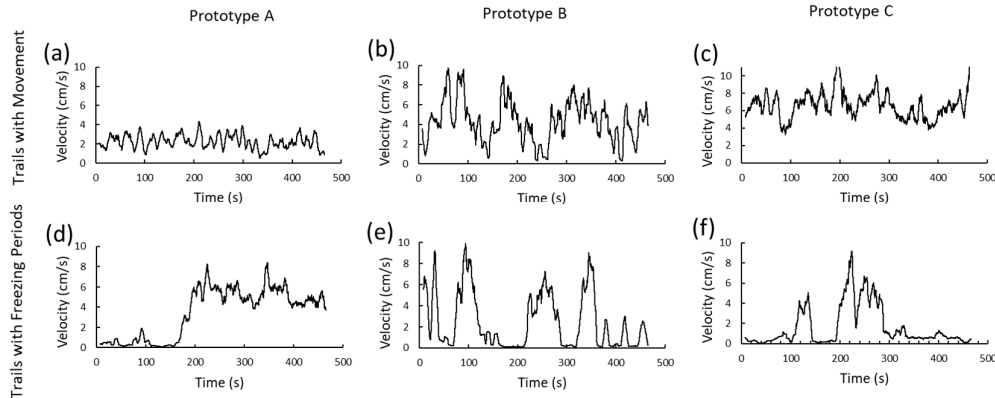 Prototype A
Prototype B
Prototype C
Trails with Movement
(a)
Velocity (cm/s)
10
8
6
4
2
0
0 100 200 300 400 500
Time (s)
(b)
Velocity (cm/s)
10
8
6
4
2
0
0 100 200 300 400 500
Time (s)
(c)
Velocity (cm/s)
10
8
6
4
2
0
0 100 200 300 400 500
Time (s)
Trails with Freezing Periods
(d)
Velocity (cm/s)
10
8
6
4
2
0
0 100 200 300 400 500
Time (s)
(e)
Velocity (cm/s)
10
8
6
4
2
0
0 100 200 300 400 500
Time (s)
(f)
Velocity (cm/s)
10
8
6
4
2
0
0 100 200 300 400 500
Time (s)